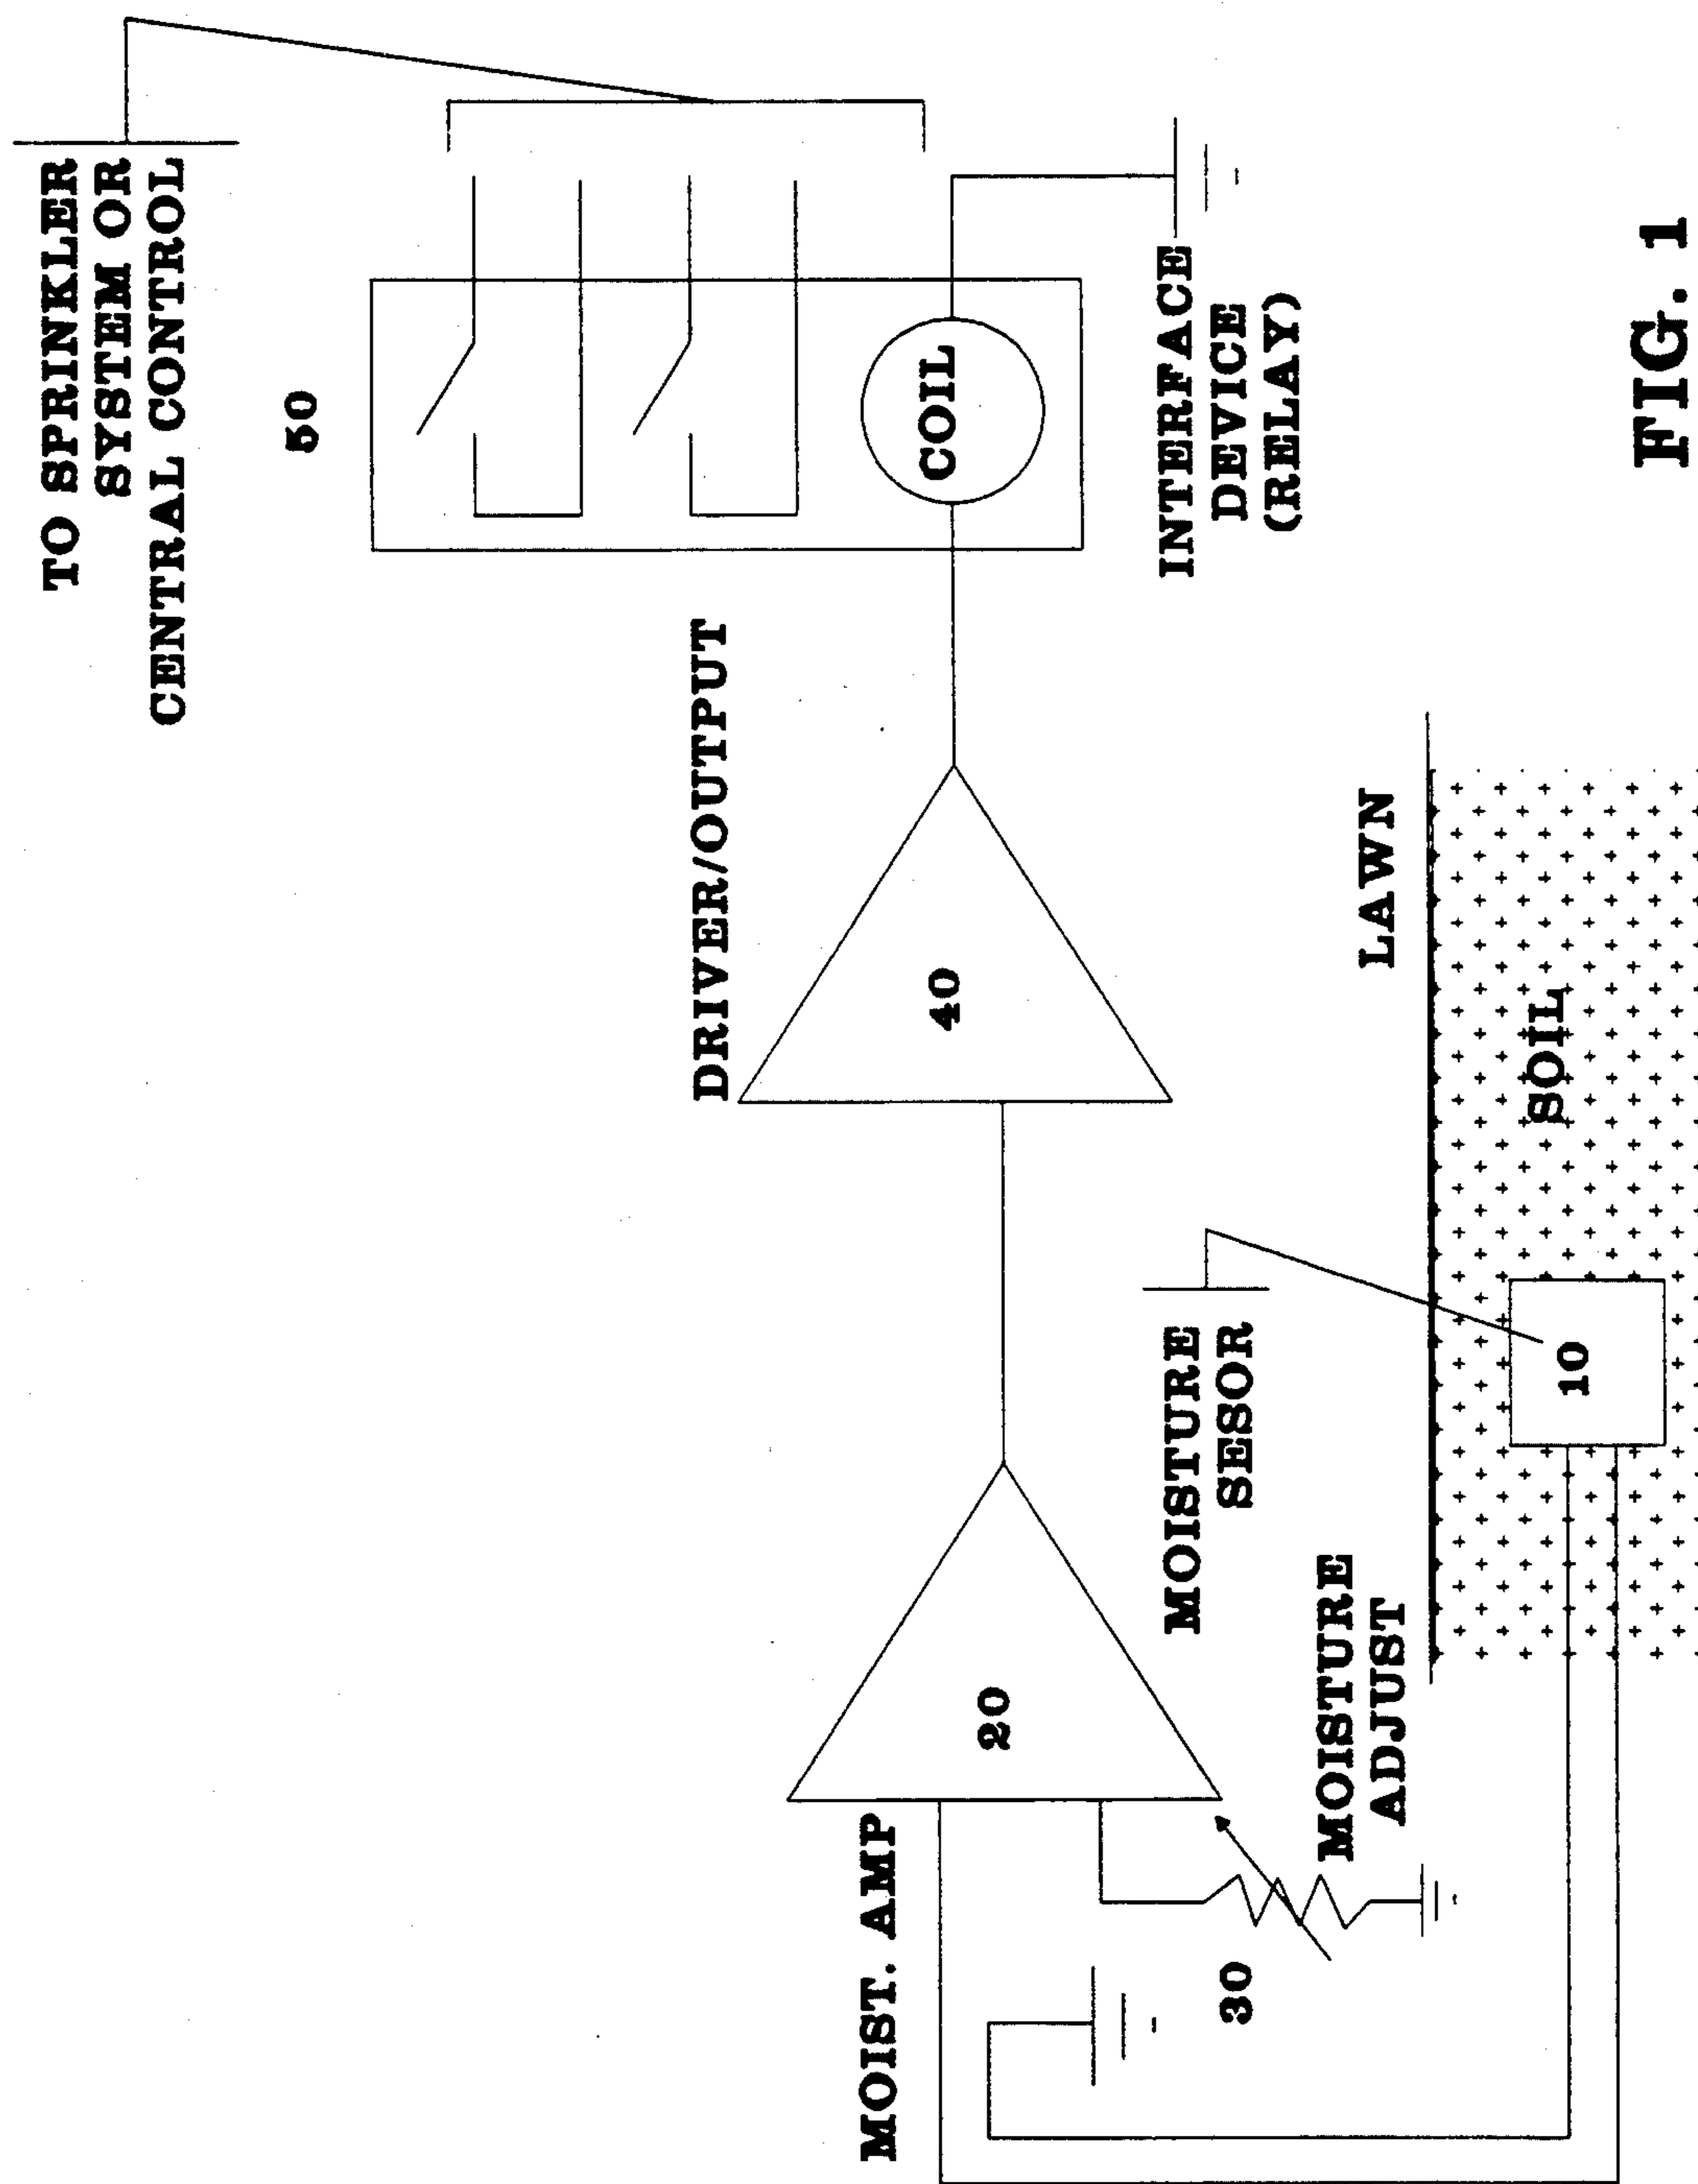 TO SPRINKLER
SYSTEM OR
CENTRAL CONTROL
50
COIL
INTERFACE
DEVICE
(RELAY)
DRIVER/OUTPUT
40
MOIST. AMP
20
MOISTURE
SESOR
30
MOISTURE
ADJUST
LAWN
SOIL
10
FIG. 1